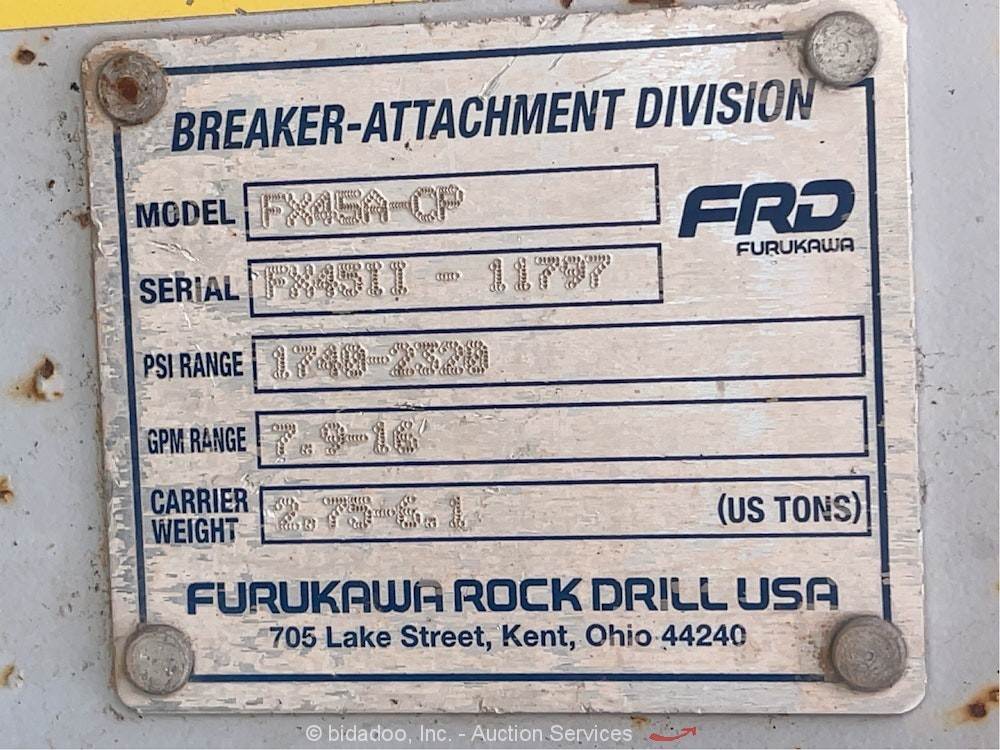 BREAKER-ATTACHMENT DIVISION
MODEL FX45A-CP
FRD
FURUKAWA
SERIAL FX45II - 11797
PSI RANGE 1740-2320
GPM RANGE 7.9-16
CARRIER WEIGHT 2.75-6.1 (US TONS)
FURUKAWA ROCK DRILL USA
705 Lake Street, Kent, Ohio 44240
© bidadoo, Inc. - Auction Services